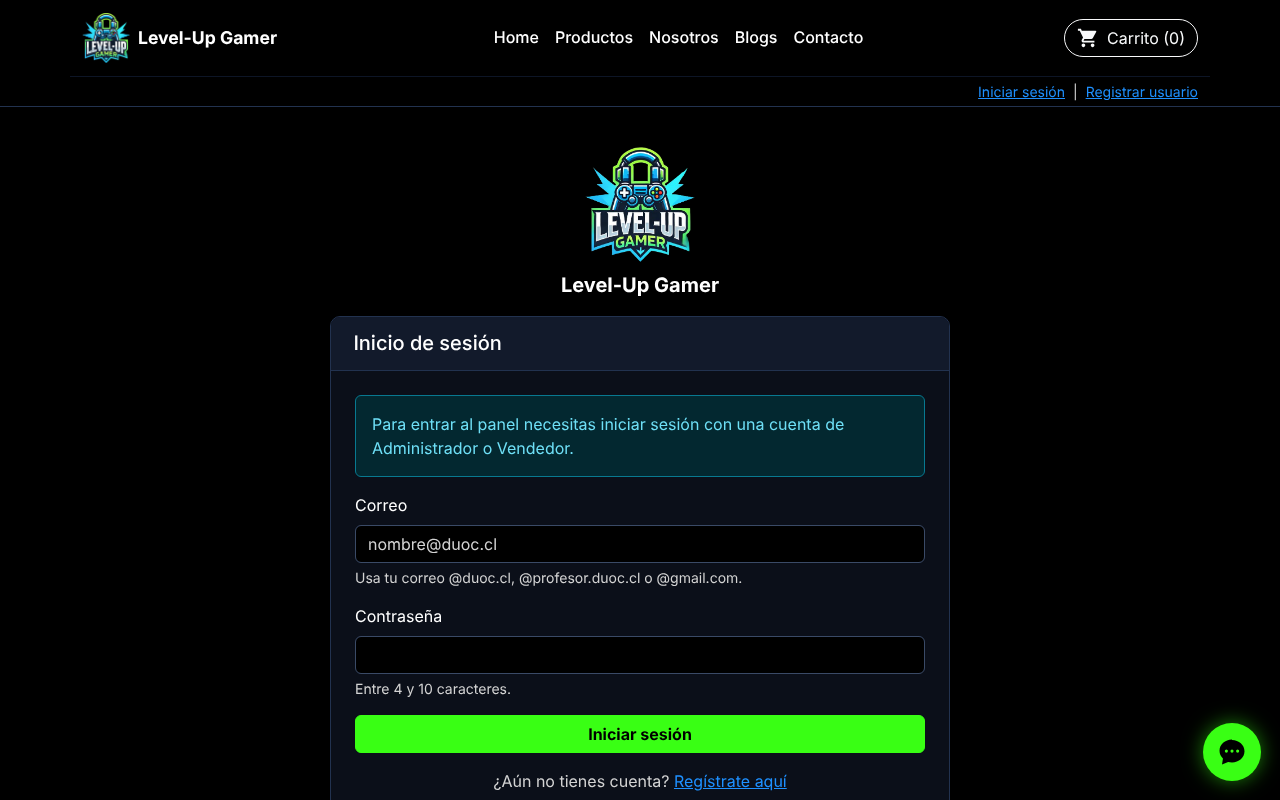 LEVEL-UP
GAMER
Level-Up Gamer
Home
Productos
Nosotros
Blogs
Contacto
Carrito (0)
Iniciar sesión | Registrar usuario
LEVEL-UP
GAMER
Level-Up Gamer
Inicio de sesión
Para entrar al panel necesitas iniciar sesión con una cuenta de
Administrador o Vendedor.
Correo
nombre@duoc.cl
Usa tu correo @duoc.cl, @profesor.duoc.cl o @gmail.com.
Contraseña
Entre 4 y 10 caracteres.
Iniciar sesión
¿Aún no tienes cuenta? Regístrate aquí